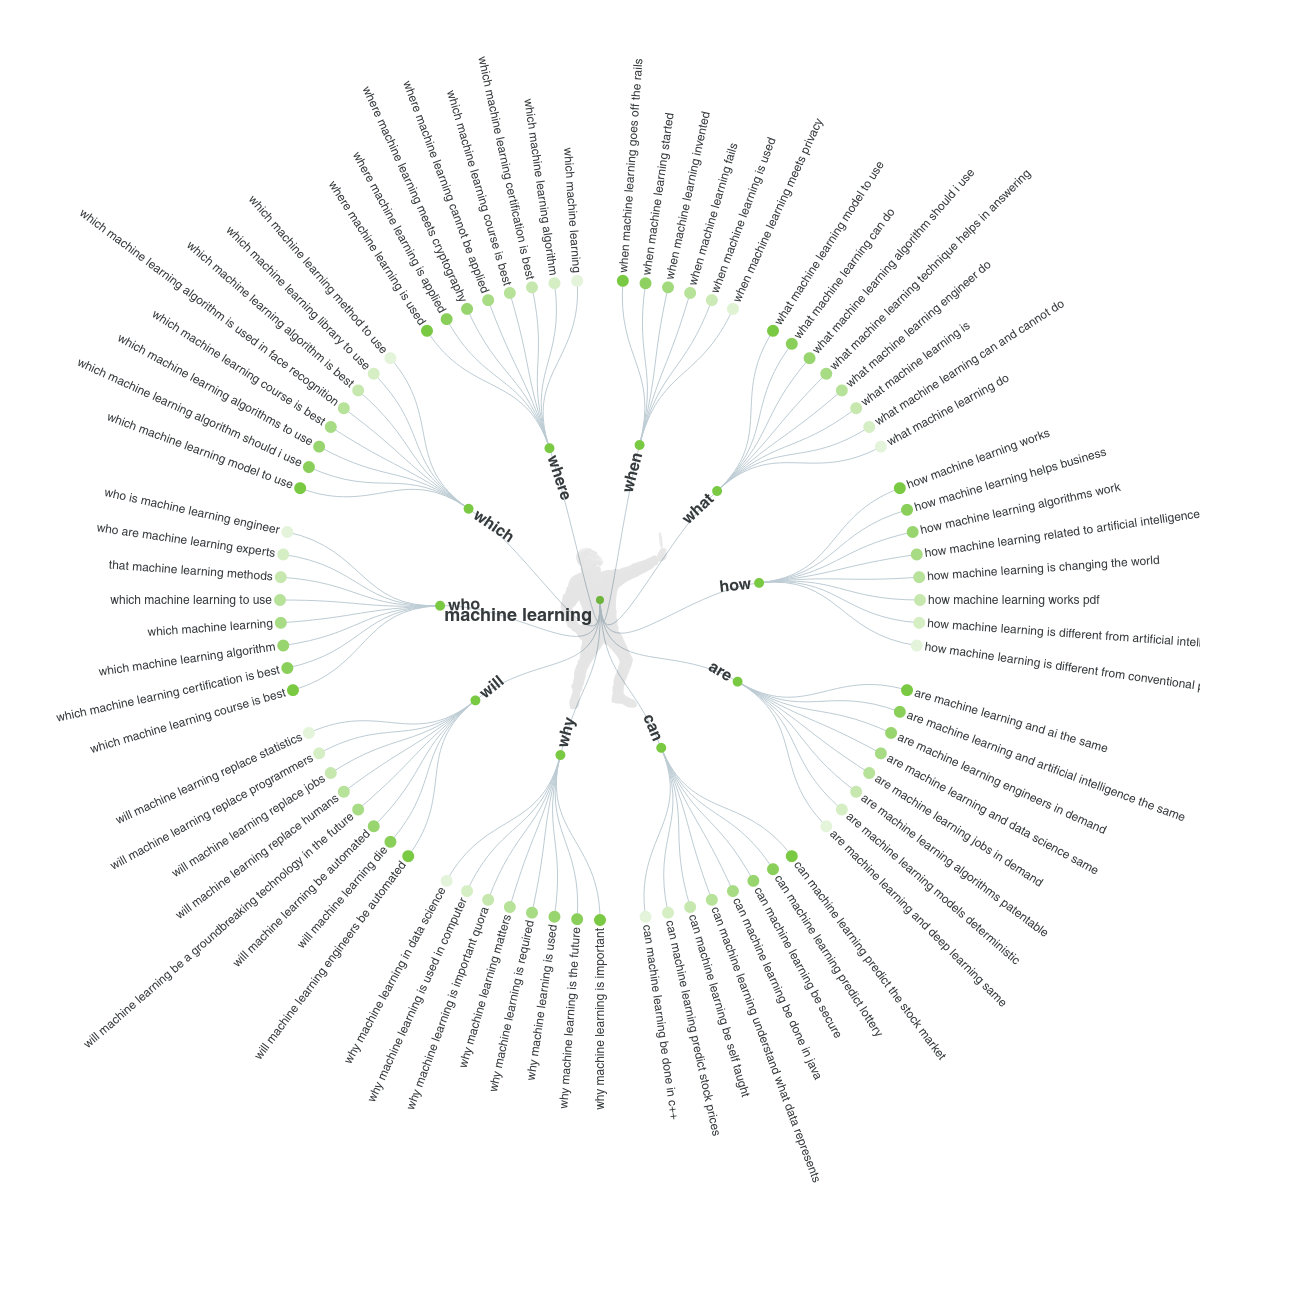 machine learning
when
when machine learning goes off the rails
when machine learning started
when machine learning invented
when machine learning fails
when machine learning is used
when machine learning meets privacy
what
what machine learning model to use
what machine learning can do
what machine learning algorithm should i use
what machine learning technique helps in answering
what machine learning engineer do
what machine learning is
what machine learning can and cannot do
what machine learning do
how
how machine learning works
how machine learning helps business
how machine learning algorithms work
how machine learning related to artificial intelligence
how machine learning is changing the world
how machine learning works pdf
how machine learning is different from artificial
how machine learning is different from conventional
are
are machine learning and ai the same
are machine learning and artificial intelligence the same
are machine learning engineers in demand
are machine learning and data science same
are machine learning jobs in demand
are machine learning algorithms patentable
are machine learning models deterministic
are machine learning and deep learning same
can
can machine learning predict the stock market
can machine learning predict lottery
can machine learning be secure
can machine learning be done in java
can machine learning understand what data represents
can machine learning be self taught
can machine learning predict stock prices
can machine learning be done in c++
why
why machine learning is important
why machine learning is the future
why machine learning is used
why machine learning is required
why machine learning matters
why machine learning is important quora
why machine learning is used in computer
why machine learning in data science
will
will machine learning engineers be automated
will machine learning die
will machine learning be automated
will machine learning be a groundbreaking technology in the future
will machine learning replace humans
will machine learning replace jobs
will machine learning replace programmers
will machine learning replace statistics
who
which machine learning course is best
which machine learning certification is best
which machine learning algorithm
which machine learning
which machine learning to use
that machine learning methods
who are machine learning experts
who is machine learning engineer
which
which machine learning model to use
which machine learning algorithm should i use
which machine learning algorithms to use
which machine learning course is best
which machine learning algorithm is used in face recognition
which machine learning algorithm is best
which machine learning library to use
which machine learning method to use
where
where machine learning is used
where machine learning is applied
where machine learning meets cryptography
where machine learning cannot be applied
which machine learning course is best
which machine learning certification is best
which machine learning algorithm
which machine learning